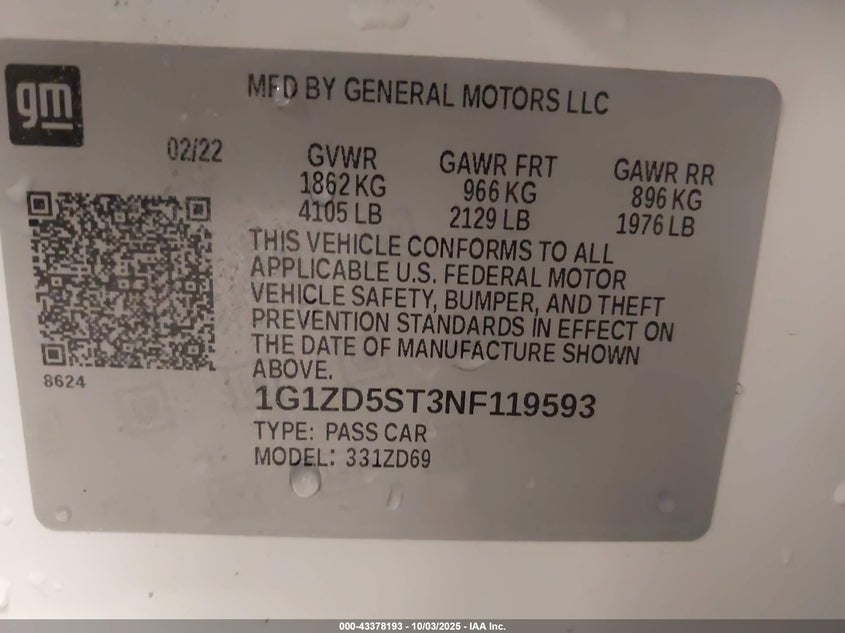 gm
MFD BY GENERAL MOTORS LLC
02/22 GVWR GAWR FRT GAWR RR
1862 KG 966 KG 896 KG
4105 LB 2129 LB 1976 LB
THIS VEHICLE CONFORMS TO ALL
APPLICABLE U.S. FEDERAL MOTOR
VEHICLE SAFETY, BUMPER, AND THEFT
PREVENTION STANDARDS IN EFFECT ON
THE DATE OF MANUFACTURE SHOWN
ABOVE.
8624
1G1ZD5ST3NF119593
TYPE: PASS CAR
MODEL: 331ZD69
000-43378193 - 10/03/2025 - IAA Inc.